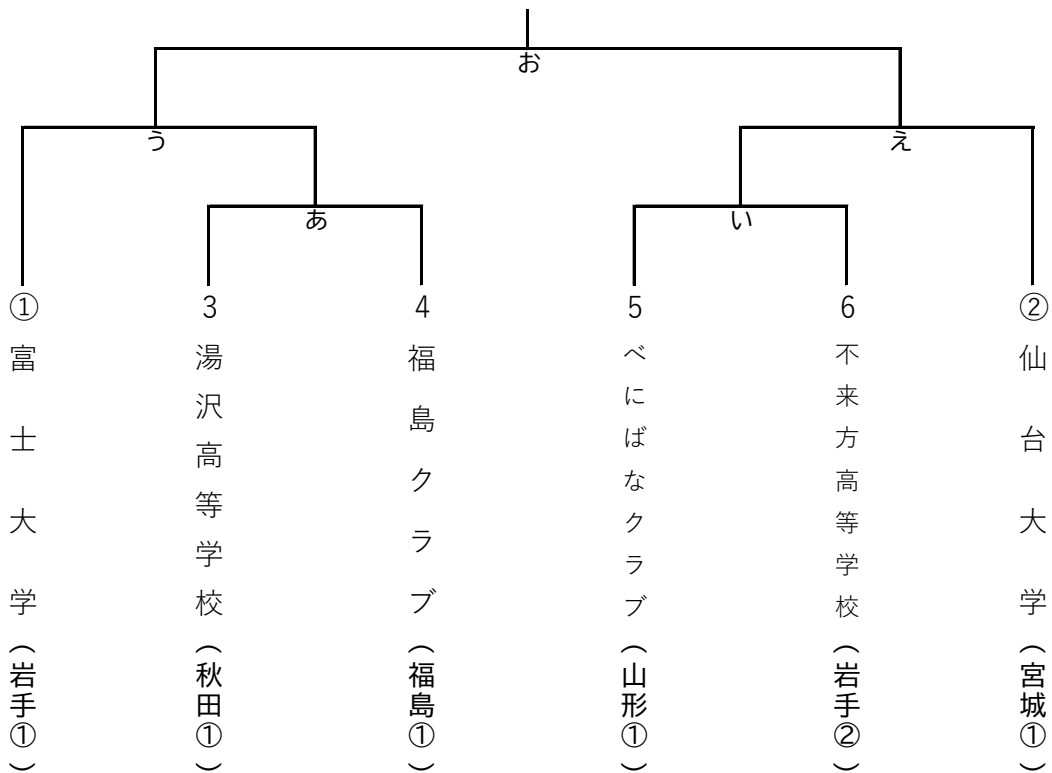 お
う
え
あ
い
①
富士大学(岩手①)
3
湯沢高等学校(秋田①)
4
福島クラブ(福島①)
5
べにばなクラブ(山形①)
6
不来方高等学校(岩手②)
②
仙台大学(宮城①)